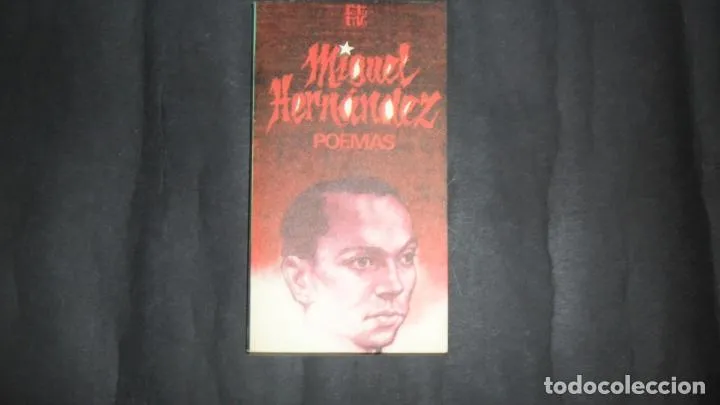 Miguel
Hernández
POEMAS
todocoleccion